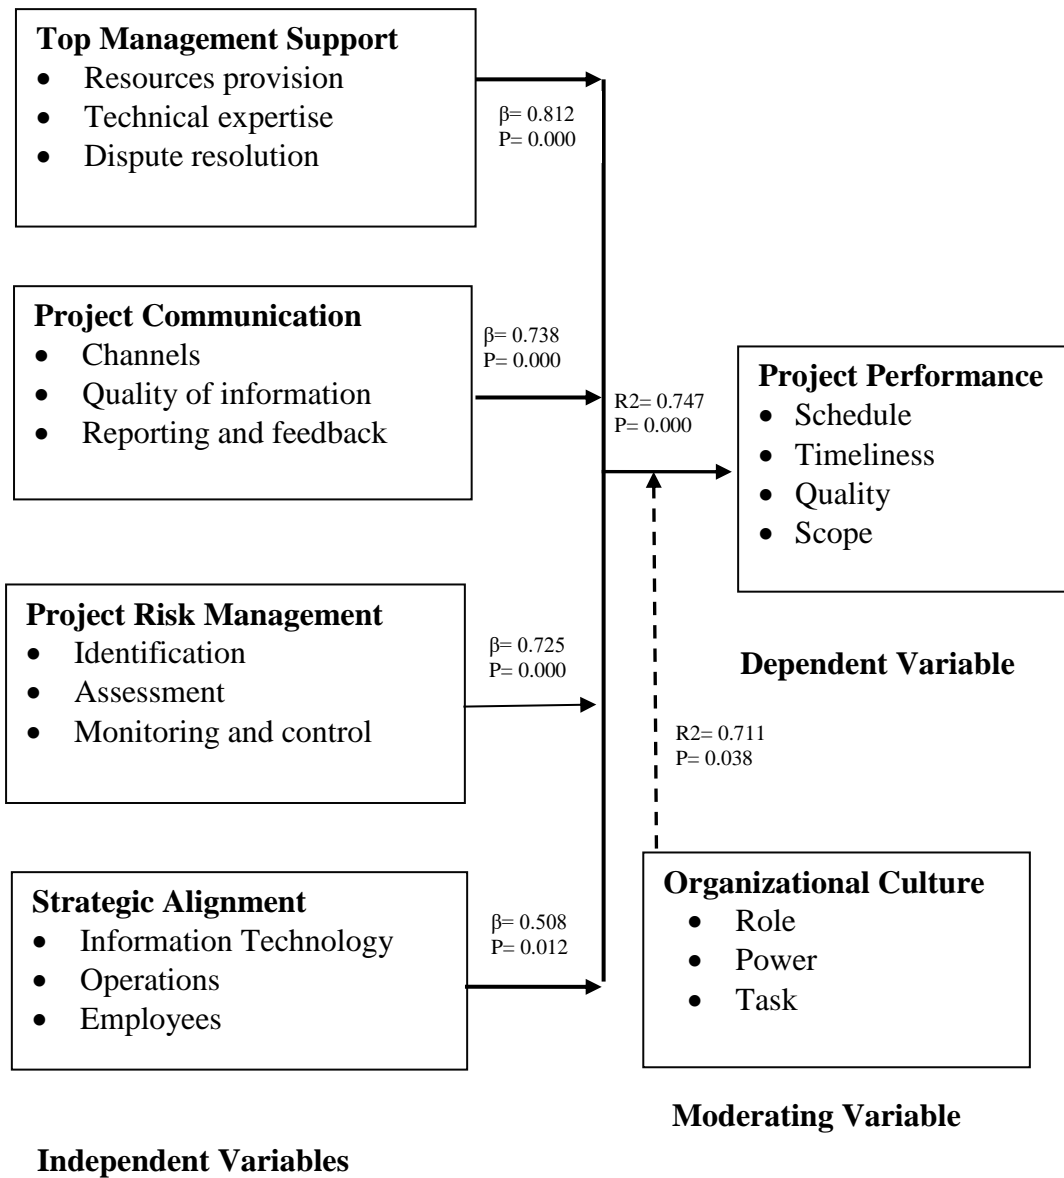 Top Management Support
• Resources provision
• Technical expertise
• Dispute resolution
β= 0.812
P= 0.000
Project Communication
• Channels
• Quality of information
• Reporting and feedback
β= 0.738
P= 0.000
R2= 0.747
P= 0.000
Project Performance
• Schedule
• Timeliness
• Quality
• Scope
Dependent Variable
Project Risk Management
• Identification
• Assessment
• Monitoring and control
β= 0.725
P= 0.000
R2= 0.711
P= 0.038
Strategic Alignment
• Information Technology
• Operations
• Employees
β= 0.508
P= 0.012
Organizational Culture
• Role
• Power
• Task
Moderating Variable
Independent Variables